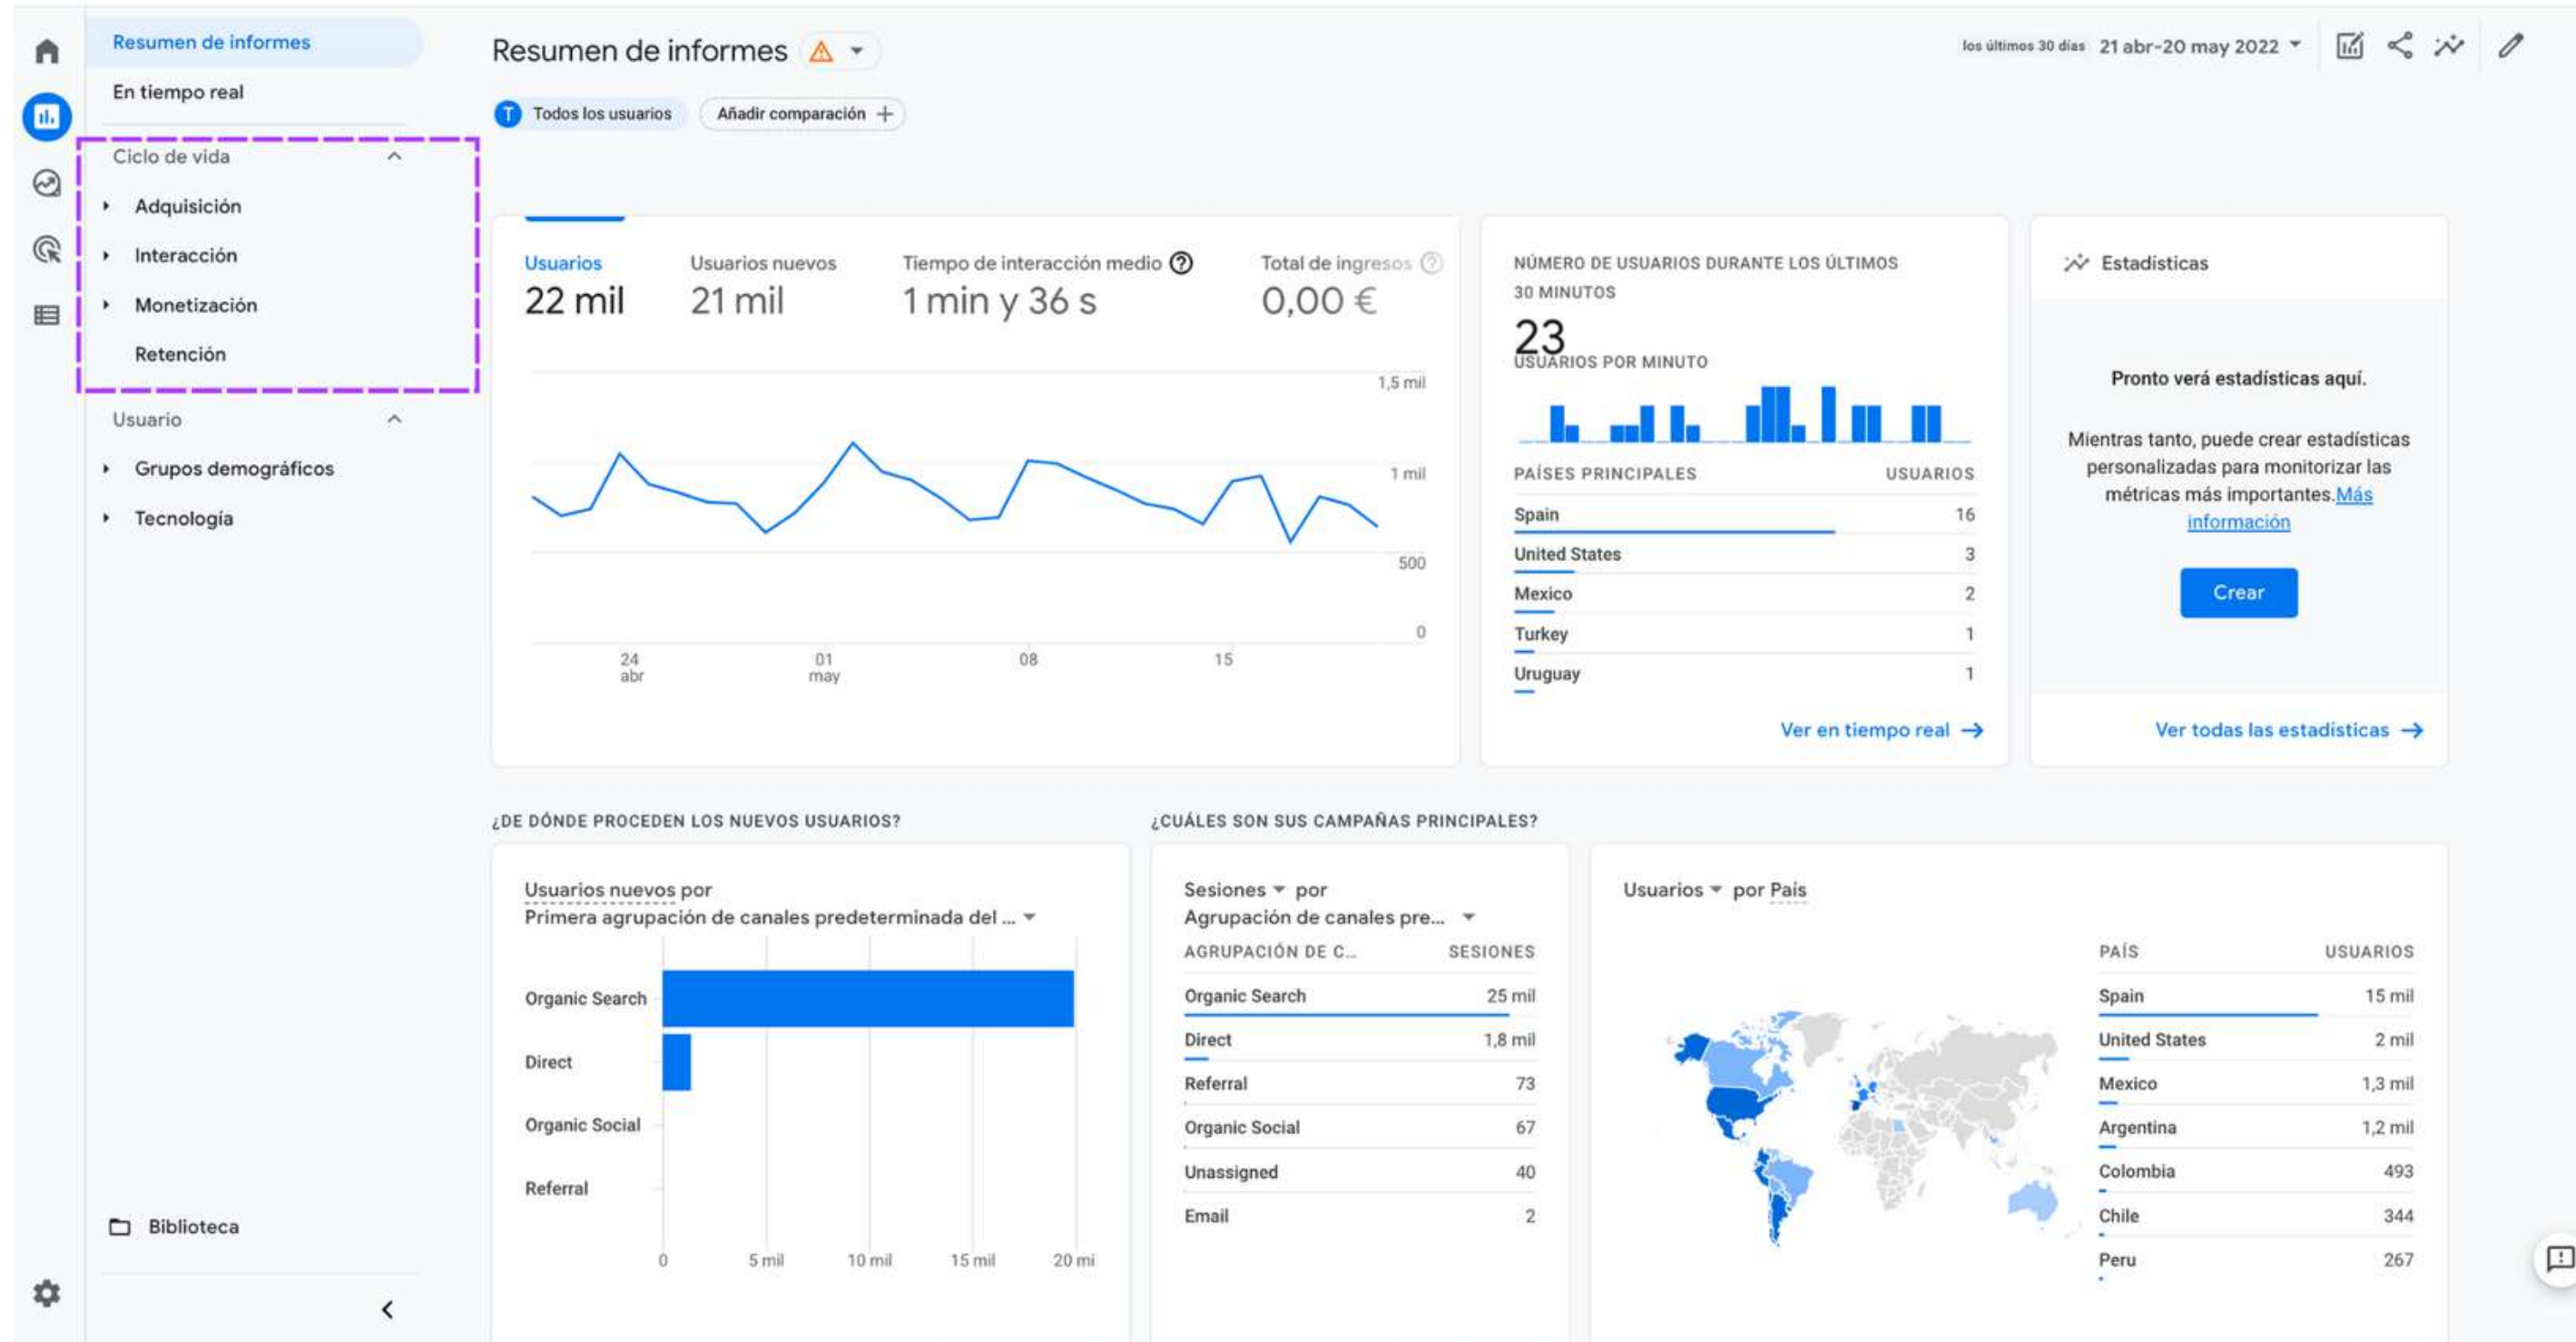 Resumen de informes
En tiempo real
Ciclo de vida
Adquisición
Interacción
Monetización
Retención
Usuario
Grupos demográficos
Tecnología
Biblioteca
Resumen de informes
los últimos 30 días 21 abr-20 may 2022
T Todos los usuarios
Añadir comparación
Usuarios
22 mil
Usuarios nuevos
21 mil
Tiempo de interacción medio
1 min y 36 s
Total de ingresos
0,00 €
1,5 mil
1 mil
500
0
24
abr
01
may
08
15
NÚMERO DE USUARIOS DURANTE LOS ÚLTIMOS
30 MINUTOS
23
USUARIOS POR MINUTO
PAÍSES PRINCIPALES USUARIOS
Spain 16
United States 3
Mexico 2
Turkey 1
Uruguay 1
Ver en tiempo real
Estadísticas
Pronto verá estadísticas aquí.
Mientras tanto, puede crear estadísticas
personalizadas para monitorizar las
métricas más importantes.Más
información
Crear
Ver todas las estadísticas
¿DE DÓNDE PROCEDEN LOS NUEVOS USUARIOS?
Usuarios nuevos por
Primera agrupación de canales predeterminada del ...
Organic Search
Direct
Organic Social
Referral
0 5 mil 10 mil 15 mil 20 mi
¿CUÁLES SON SUS CAMPAÑAS PRINCIPALES?
Sesiones por
Agrupación de canales pre...
AGRUPACIÓN DE C... SESIONES
Organic Search 25 mil
Direct 1,8 mil
Referral 73
Organic Social 67
Unassigned 40
Email 2
Usuarios por País
PAÍS USUARIOS
Spain 15 mil
United States 2 mil
Mexico 1,3 mil
Argentina 1,2 mil
Colombia 493
Chile 344
Peru 267